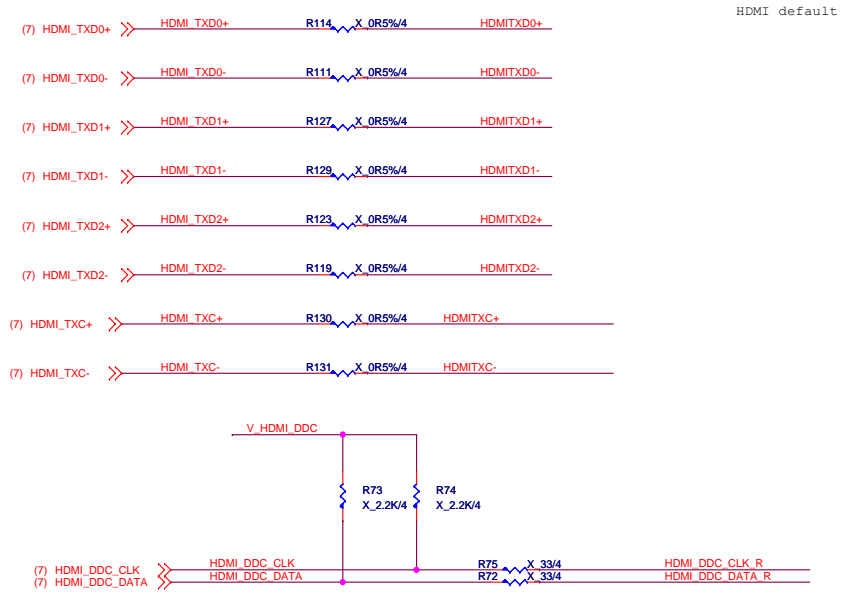 HDMI default
(7) HDMI_TXD0+ HDMI_TXD0+ R114 X_0R5%/4 HDMITXD0+
(7) HDMI_TXD0- HDMI_TXD0- R111 X_0R5%/4 HDMITXD0-
(7) HDMI_TXD1+ HDMI_TXD1+ R127 X_0R5%/4 HDMITXD1+
(7) HDMI_TXD1- HDMI_TXD1- R129 X_0R5%/4 HDMITXD1-
(7) HDMI_TXD2+ HDMI_TXD2+ R123 X_0R5%/4 HDMITXD2+
(7) HDMI_TXD2- HDMI_TXD2- R119 X_0R5%/4 HDMITXD2-
(7) HDMI_TXC+ HDMI_TXC+ R130 X_0R5%/4 HDMITXC+
(7) HDMI_TXC- HDMI_TXC- R131 X_0R5%/4 HDMITXC-
V_HDMI_DDC
R73 R74
X_2.2K/4 X_2.2K/4
(7) HDMI_DDC_CLK HDMI_DDC_CLK R75 X_33/4 HDMI_DDC_CLK_R
(7) HDMI_DDC_DATA HDMI_DDC_DATA R72 X_33/4 HDMI_DDC_DATA_R